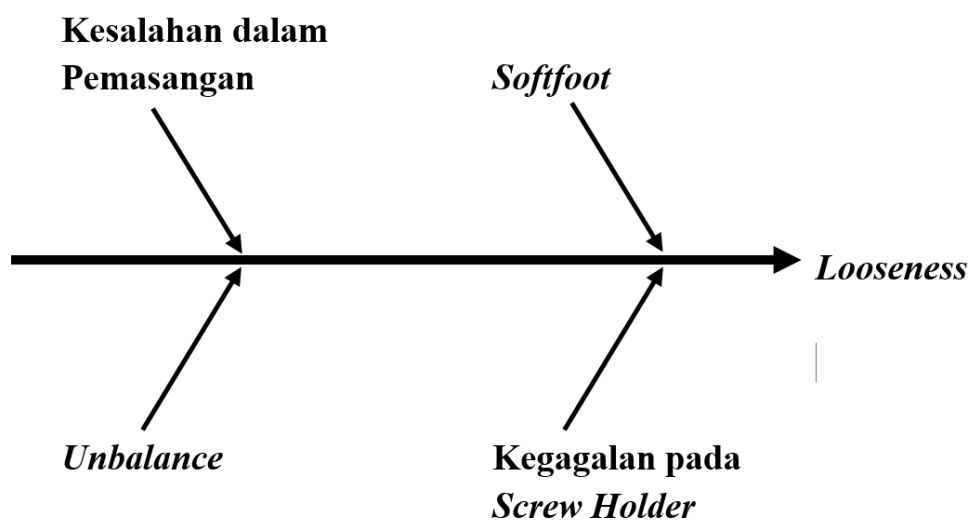 Kesalahan dalam
Pemasangan
Softfoot
Looseness
Unbalance
Kegagalan pada
Screw Holder